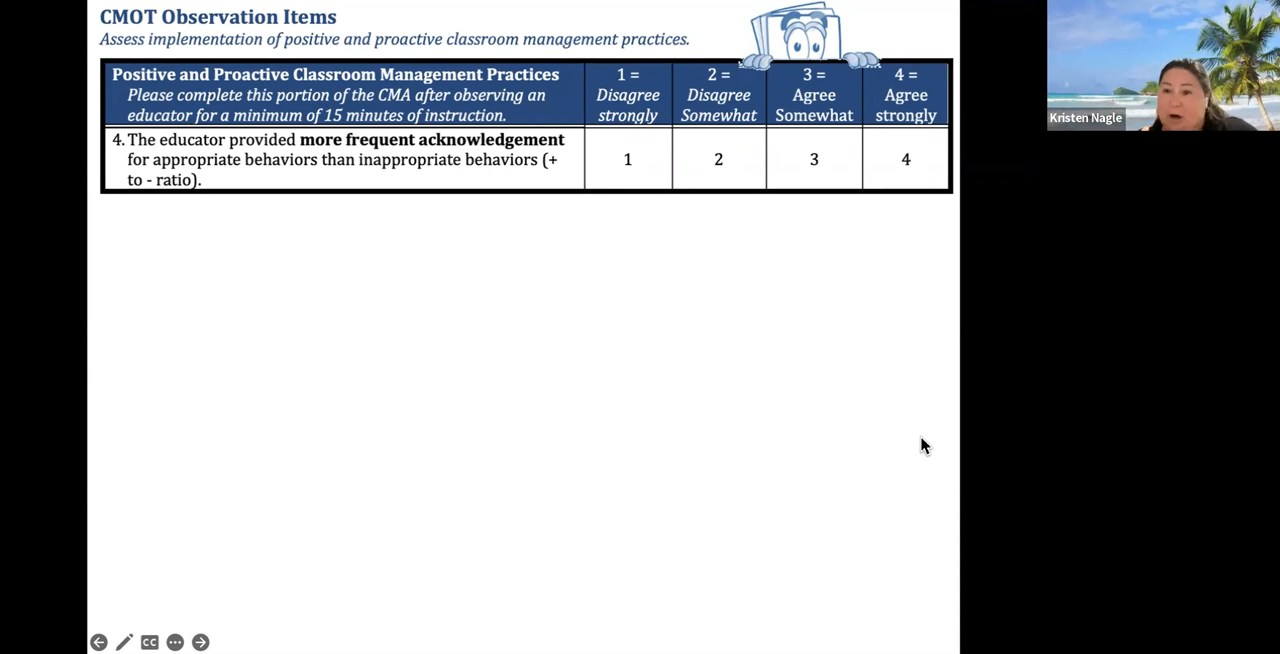 CMOT Observation Items
Assess implementation of positive and proactive classroom management practices.
Positive and Proactive Classroom Management Practices
Please complete this portion of the CMA after observing an
educator for a minimum of 15 minutes of instruction.
1 =
Disagree
strongly
2 =
Disagree
Somewhat
3 =
Agree
Somewhat
4 =
Agree
strongly
4. The educator provided more frequent acknowledgement
for appropriate behaviors than inappropriate behaviors (+
to - ratio).
1
2
3
4
Kristen Nagle
CC